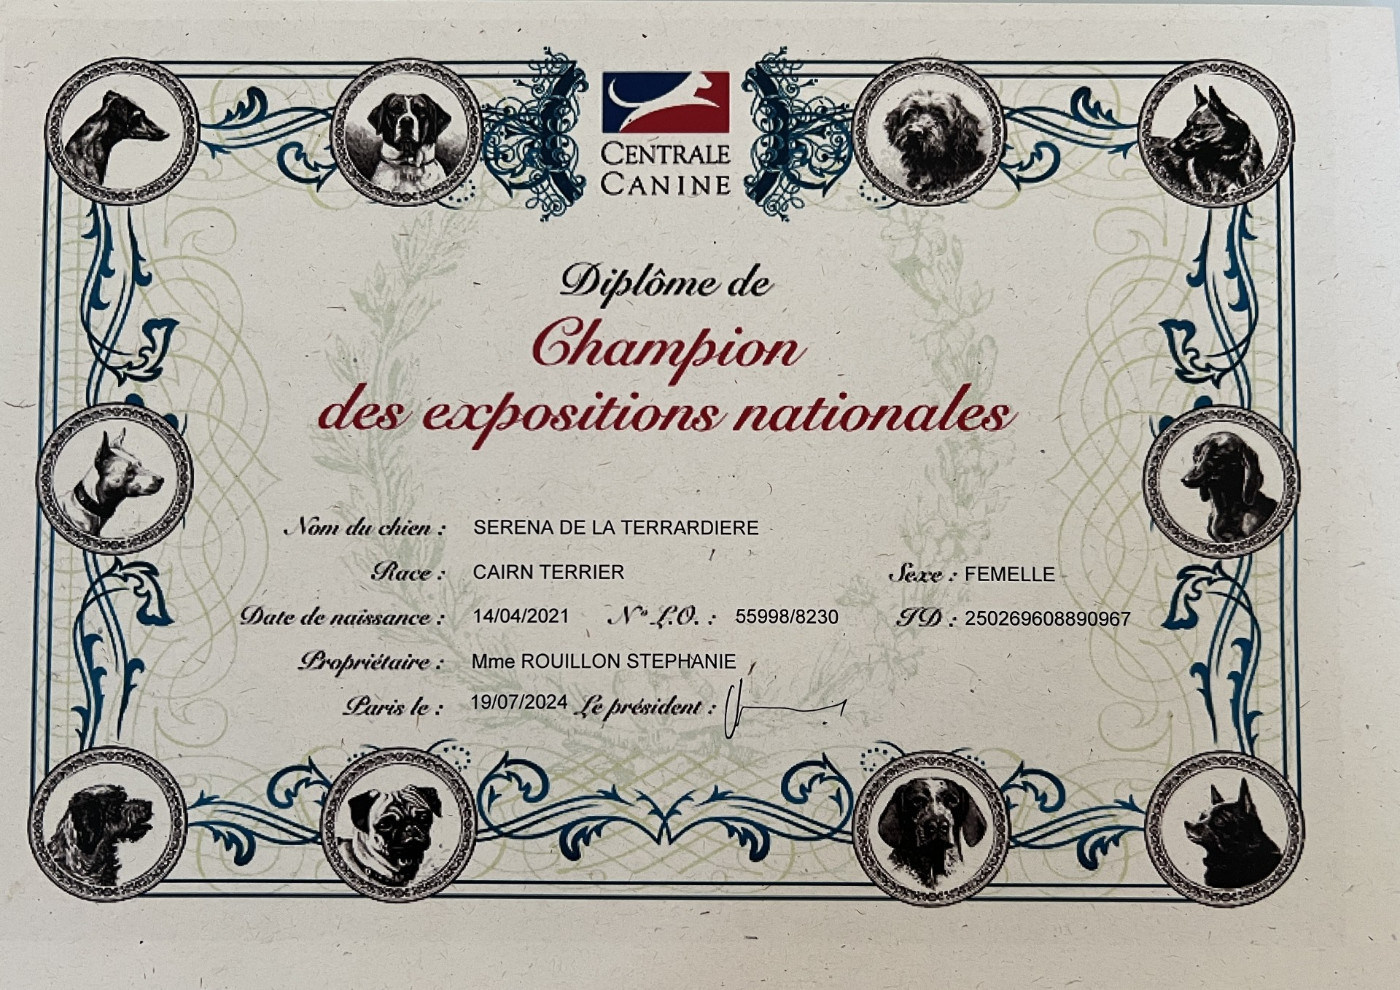 CENTRALE
CANINE
Diplôme de
Champion
des expositions nationales
Nom du chien : SERENA DE LA TERRARDIERE
Race : CAIRN TERRIER Sexe : FEMELLE
Date de naissance : 14/04/2021 N° L.O. : 55998/8230 ID : 250269608890967
Propriétaire : Mme ROUILLON STEPHANIE
Paris le : 19/07/2024 Le président :